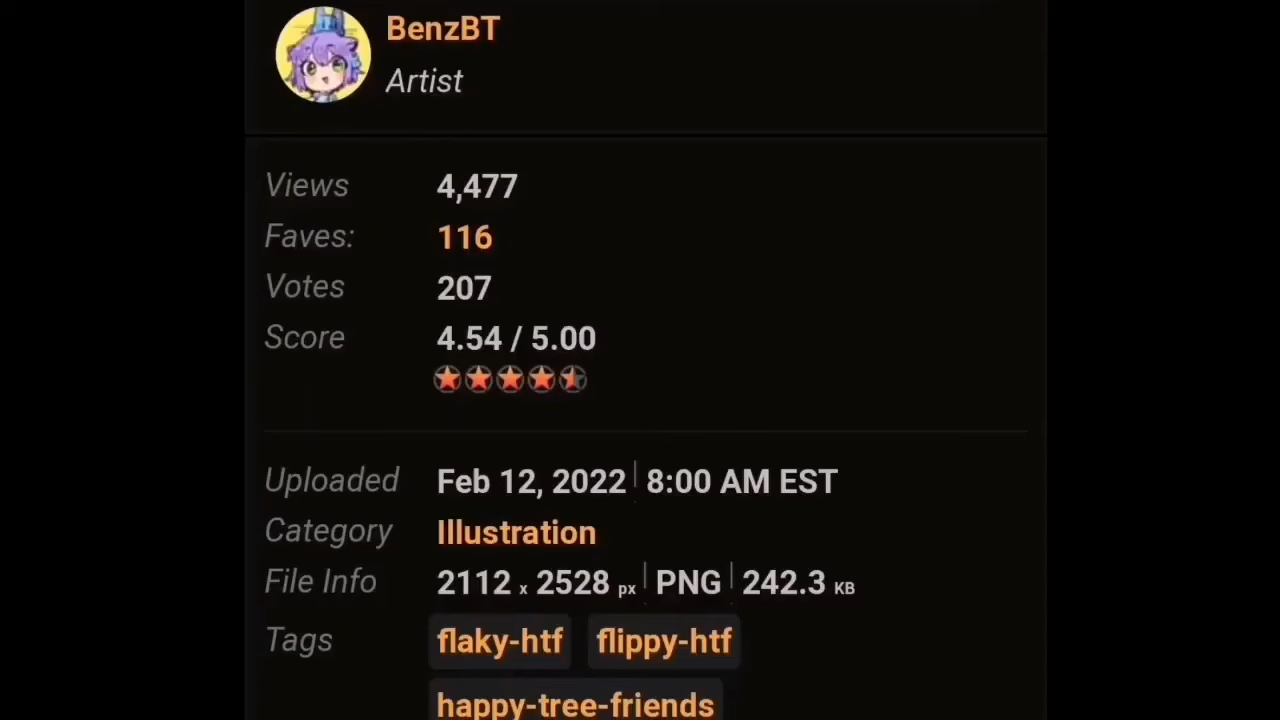 BenzBT
Artist
Views 4,477
Faves: 116
Votes 207
Score 4.54 / 5.00
Uploaded Feb 12, 2022 | 8:00 AM EST
Category Illustration
File Info 2112 x 2528 px | PNG | 242.3 KB
Tags flaky-htf flippy-htf
happy-tree-friends